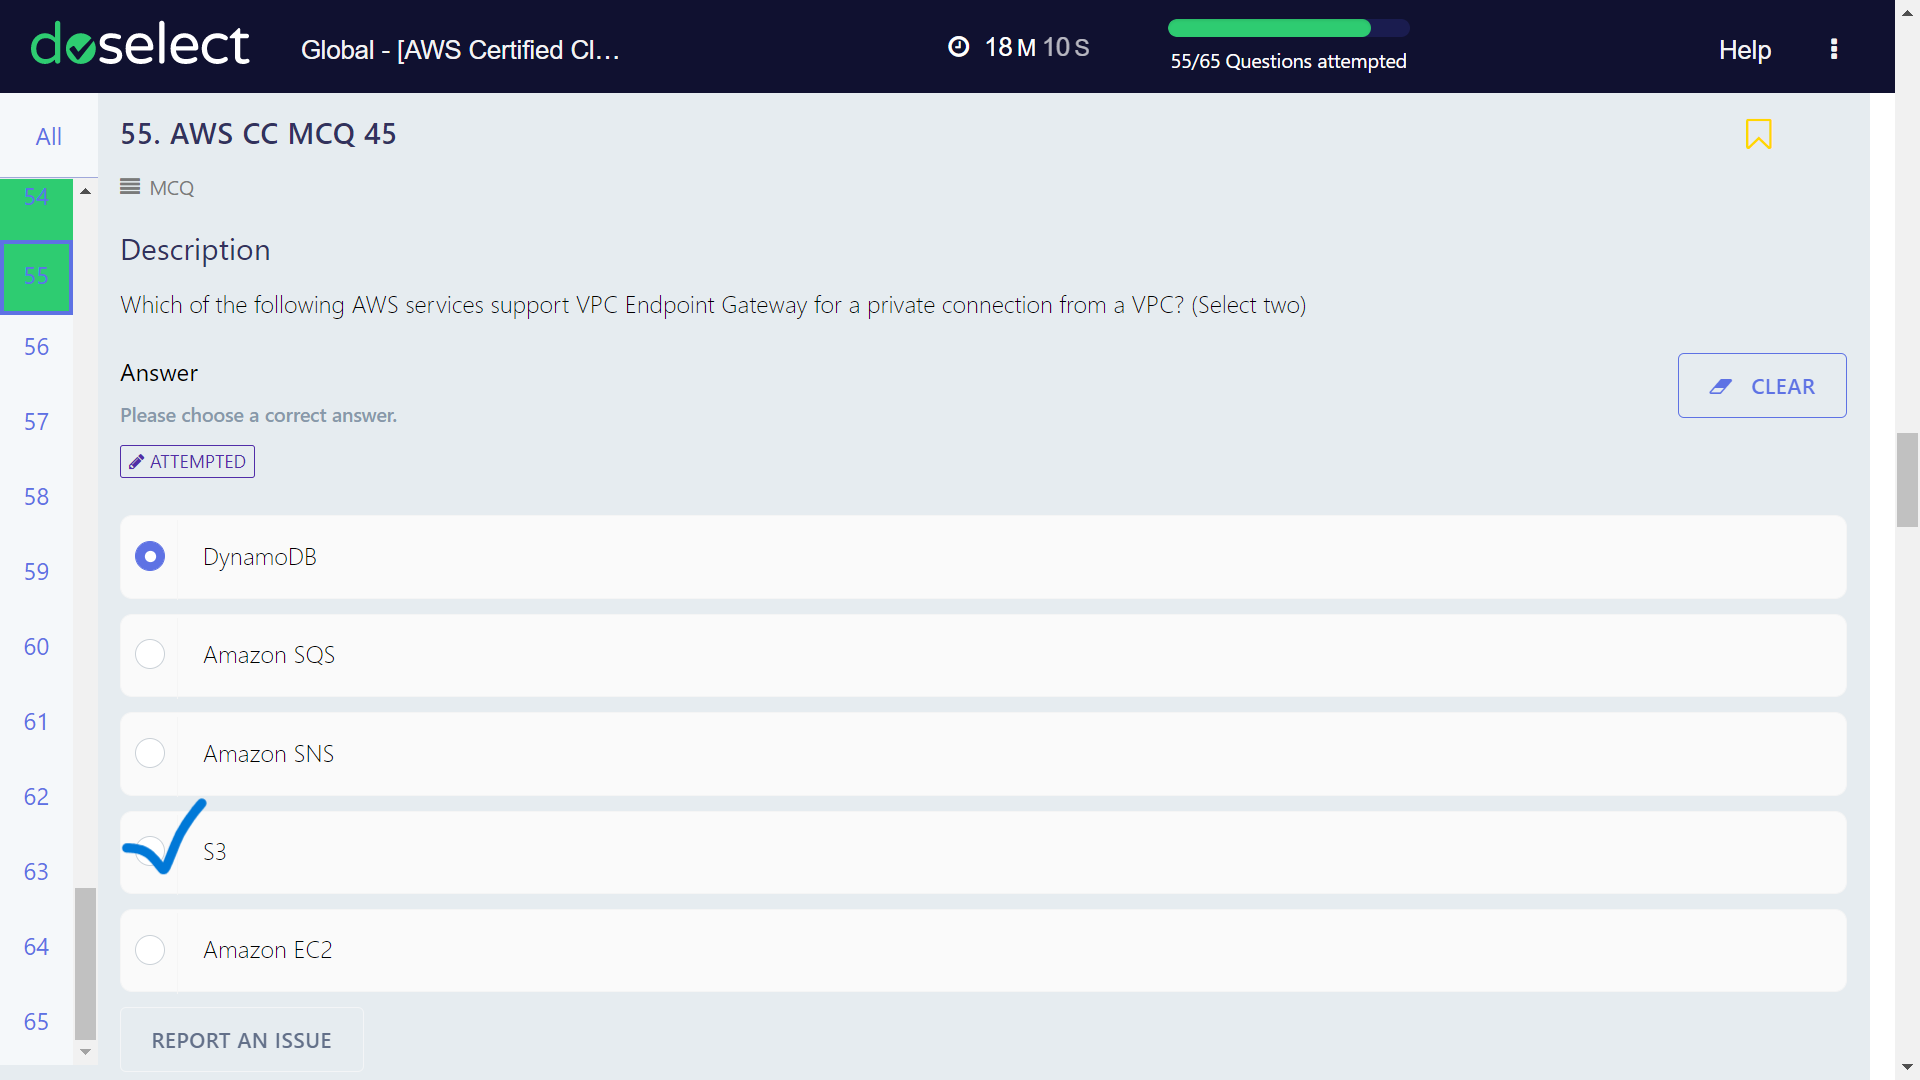 doselect
Global - [AWS Certified Cl...
18 M 10 S
55/65 Questions attempted
Help
All
54
55
56
57
58
59
60
61
62
63
64
65
55. AWS CC MCQ 45
MCQ
Description
Which of the following AWS services support VPC Endpoint Gateway for a private connection from a VPC? (Select two)
Answer
Please choose a correct answer.
CLEAR
ATTEMPTED
DynamoDB
Amazon SQS
Amazon SNS
S3
Amazon EC2
REPORT AN ISSUE